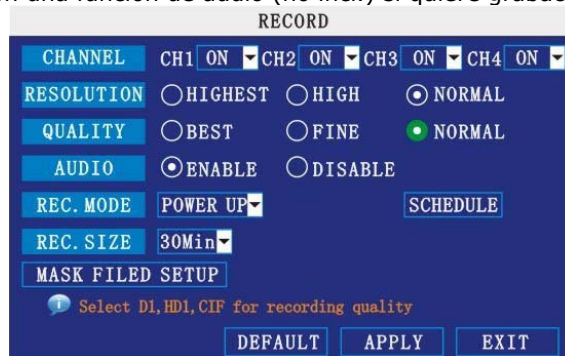 RECORD
CHANNEL CH1 ON CH2 ON CH3 ON CH4 ON
RESOLUTION HIGHEST HIGH NORMAL
QUALITY BEST FINE NORMAL
AUDIO ENABLE DISABLE
REC. MODE POWER UP SCHEDULE
REC. SIZE 30Min
MASK FILED SETUP
Select D1, HD1, CIF for recording quality
DEFAULT APPLY EXIT